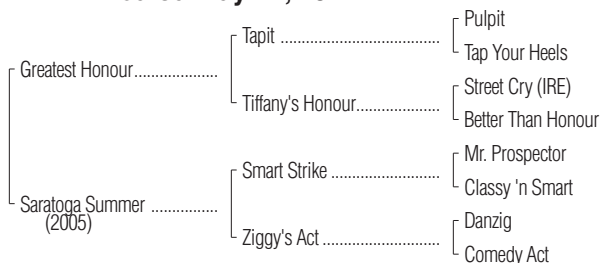 Pulpit
Tapit
Tap Your Heels
Greatest Honour
Street Cry (IRE)
Tiffany's Honour
Better Than Honour
Mr. Prospector
Smart Strike
Classy 'n Smart
Saratoga Summer
(2005)
Danzig
Ziggy's Act
Comedy Act